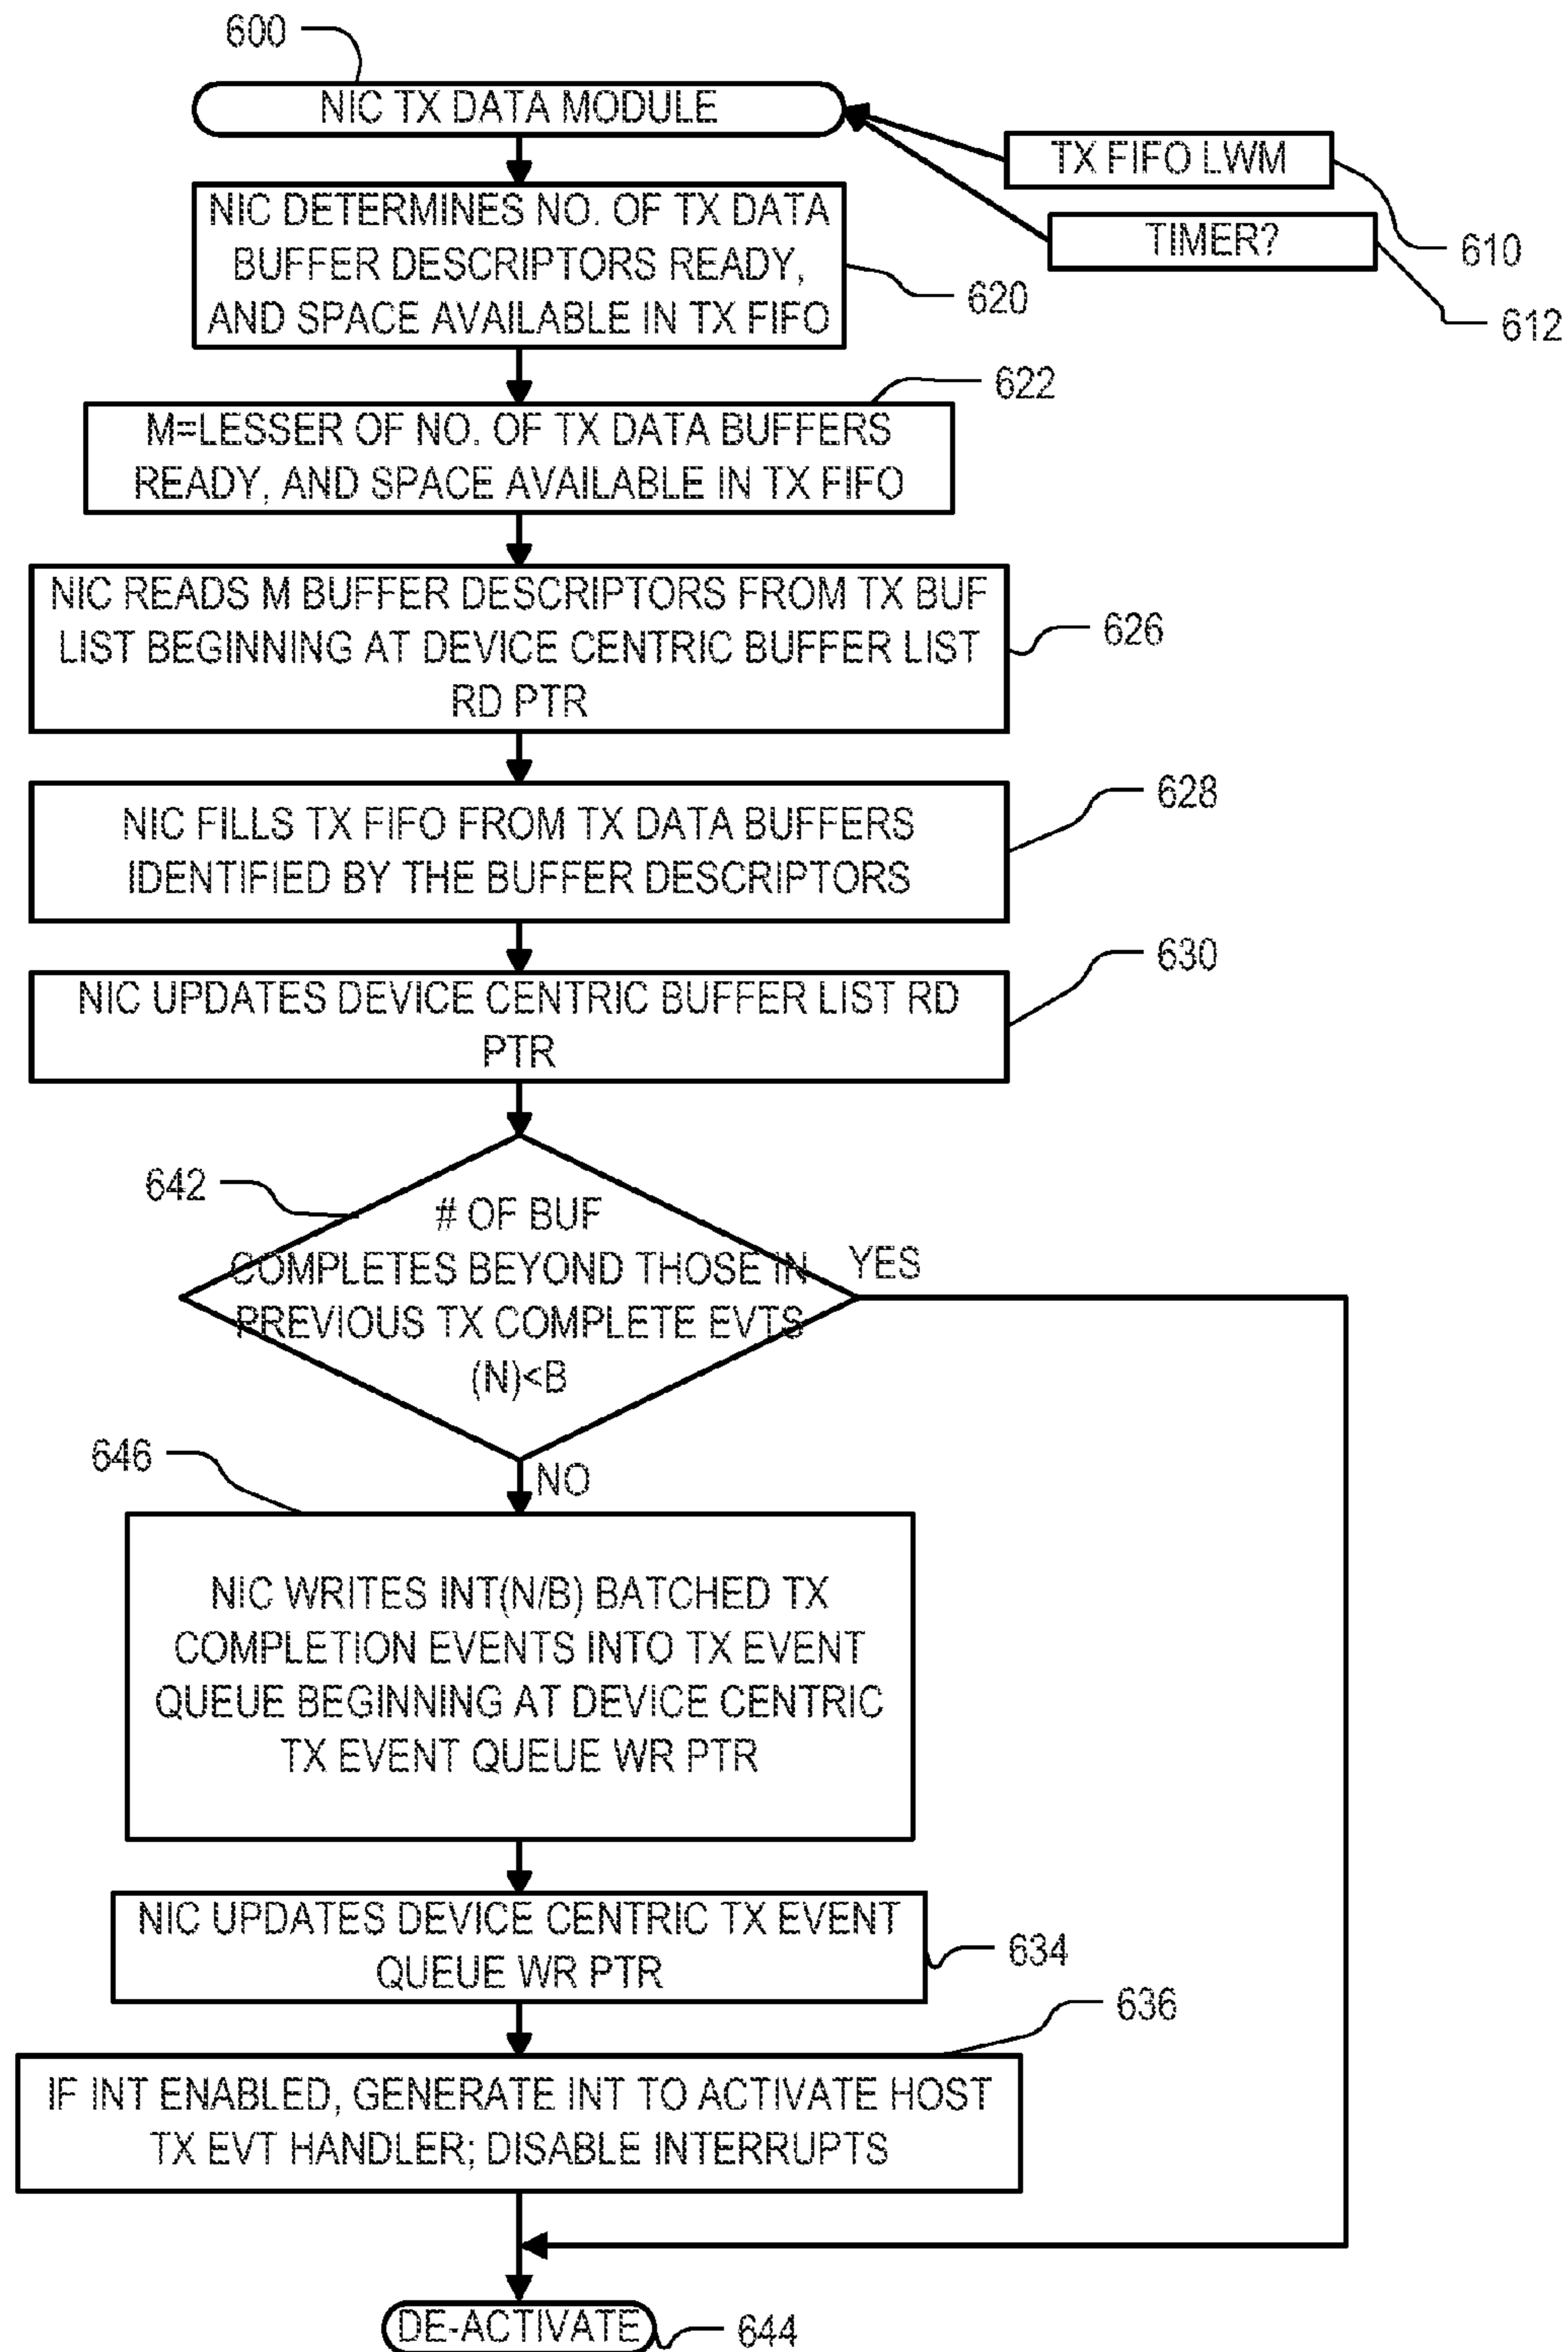 600
NIC TX DATA MODULE
TX FIFO LWM
610
TIMER?
612
NIC DETERMINES NO. OF TX DATA
BUFFER DESCRIPTORS READY,
AND SPACE AVAILABLE IN TX FIFO
620
622
M=LESSER OF NO. OF TX DATA BUFFERS
READY, AND SPACE AVAILABLE IN TX FIFO
NIC READS M BUFFER DESCRIPTORS FROM TX BUF
LIST BEGINNING AT DEVICE CENTRIC BUFFER LIST
RD PTR
626
NIC FILLS TX FIFO FROM TX DATA BUFFERS
IDENTIFIED BY THE BUFFER DESCRIPTORS
628
NIC UPDATES DEVICE CENTRIC BUFFER LIST RD
PTR
630
642
# OF BUF
COMPLETES BEYOND THOSE IN
PREVIOUS TX COMPLETE EVTS
(N)<B
YES
NO
646
NIC WRITES INT(N/B) BATCHED TX
COMPLETION EVENTS INTO TX EVENT
QUEUE BEGINNING AT DEVICE CENTRIC
TX EVENT QUEUE WR PTR
NIC UPDATES DEVICE CENTRIC TX EVENT
QUEUE WR PTR
634
636
IF INT ENABLED, GENERATE INT TO ACTIVATE HOST
TX EVT HANDLER; DISABLE INTERRUPTS
DE-ACTIVATE
644